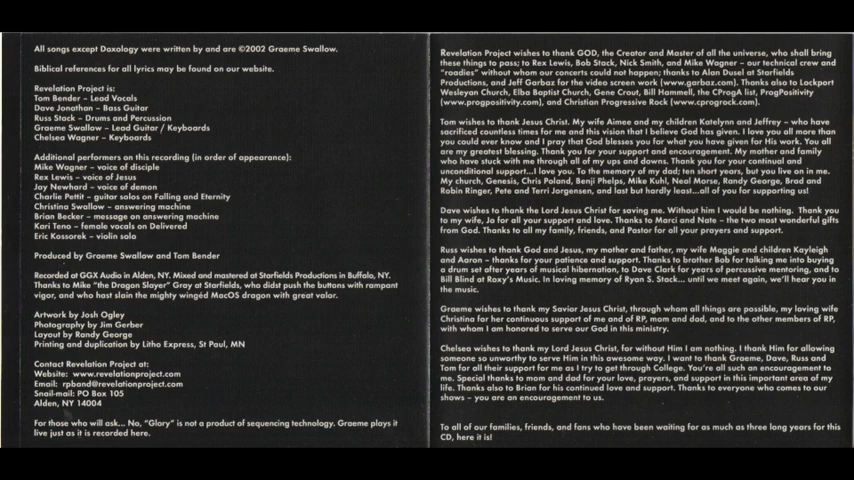 All songs except Doxology were written by and are ©2002 Graeme Swallow.
Biblical references for all lyrics may be found on our website.
Revelation Project is:
Tom Bender – Lead Vocals
Dave Jonathan – Bass Guitar
Russ Stack – Drums and Percussion
Graeme Swallow – Lead Guitar / Keyboards
Chelsea Wagner – Keyboards
Additional performers on this recording (in order of appearance):
Mike Wagner – voice of disciple
Rex Lewis – voice of Jesus
Jay Newhard – voice of demon
Charlie Pettit – guitar solos on Falling and Eternity
Christina Swallow – answering machine
Brian Becker – message on answering machine
Kari Teno – female vocals on Delivered
Eric Kossorek – violin solo
Produced by Graeme Swallow and Tom Bender
Recorded at GGX Audio in Alden, NY. Mixed and mastered at Starfields Productions in Buffalo, NY.
Thanks to Mike "the Dragon Slayer" Gray at Starfields, who didst push the buttons with rampant
vigor, and who hast slain the mighty wingéd MacOS dragon with great valor.
Artwork by Josh Ogley
Photography by Jim Gerber
Layout by Randy George
Printing and duplication by Litho Express, St Paul, MN
Contact Revelation Project at:
Website: www.revelationproject.com
Email: rpband@revelationproject.com
Snail-mail: PO Box 105
Alden, NY 14004
For those who will ask... No, "Glory" is not a product of sequencing technology. Graeme plays it
live just as it is recorded here.
Revelation Project wishes to thank GOD, the Creator and Master of all the universe, who shall bring
these things to pass; to Rex Lewis, Bob Stack, Nick Smith, and Mike Wagner – our technical crew and
"roadies" without whom our concerts could not happen; thanks to Alan Dusel at Starfields
Productions, and Jeff Garbaz for the video screen work (www.garbaz.com). Thanks also to Lockport
Wesleyan Church, Elba Baptist Church, Gene Crout, Bill Hammell, the CProgA list, ProgPositivity
(www.progpositivity.com), and Christian Progressive Rock (www.cprogrock.com).
Tom wishes to thank Jesus Christ. My wife Aimee and my children Katelynn and Jeffrey – who have
sacrificed countless times for me and this vision that I believe God has given. I love you all more than
you could ever know and I pray that God blesses you for what you have given for His work. You all
are my greatest blessing. Thank you for your support and encouragement. My mother and family
who have stuck with me through all of my ups and downs. Thank you for your continual and
unconditional support...I love you. To the memory of my dad; ten short years, but you live on in me.
My church, Genesis, Chris Poland, Benji Phelps, Mike Kuhl, Neal Morse, Randy George, Brad and
Robin Ringer, Pete and Terri Jorgensen, and last but hardly least...all of you for supporting us!
Dave wishes to thank the Lord Jesus Christ for saving me. Without him I would be nothing. Thank you
to my wife, Jo for all your support and love. Thanks to Marci and Nate – the two most wonderful gifts
from God. Thanks to all my family, friends, and Pastor for all your prayers and support.
Russ wishes to thank God and Jesus, my mother and father, my wife Maggie and children Kayleigh
and Aaron – thanks for your patience and support. Thanks to brother Bob for talking me into buying
a drum set after years of musical hibernation, to Dave Clark for years of percussive mentoring, and to
Bill Blind at Roxy's Music. In loving memory of Ryan S. Stack... until we meet again, we'll hear you in
the music.
Graeme wishes to thank my Savior Jesus Christ, through whom all things are possible, my loving wife
Christina for her continuous support of me and of RP, mom and dad, and to the other members of RP,
with whom I am honored to serve our God in this ministry.
Chelsea wishes to thank my Lord Jesus Christ, for without Him I am nothing. I thank Him for allowing
someone so unworthy to serve Him in this awesome way. I want to thank Graeme, Dave, Russ and
Tom for all their support for me as I try to get through College. You're all such an encouragement to
me. Special thanks to mom and dad for your love, prayers, and support in this important area of my
life. Thanks also to Brian for his continued love and support. Thanks to everyone who comes to our
shows – you are an encouragement to us.
To all of our families, friends, and fans who have been waiting for as much as three long years for this
CD, here it is!